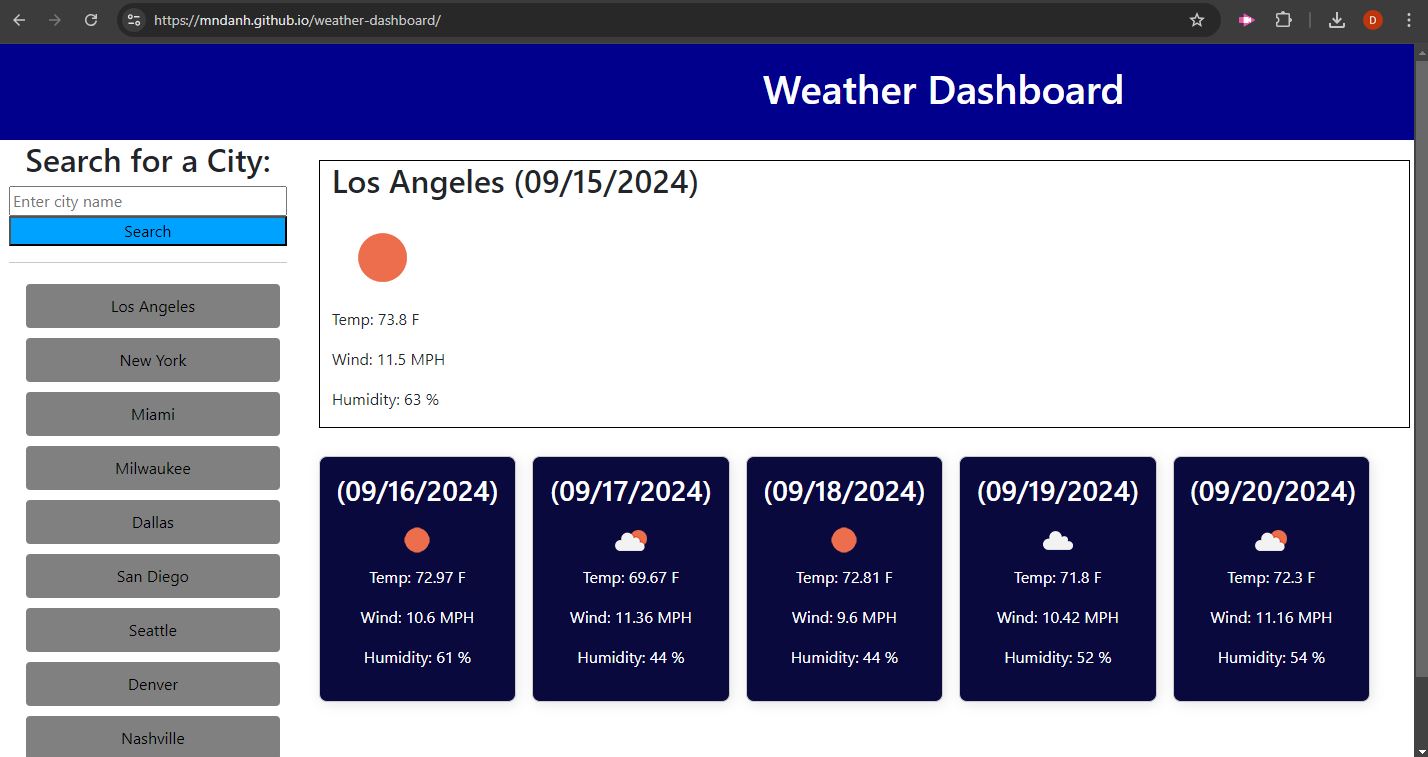 https://mndanh.github.io/weather-dashboard/
D
Weather Dashboard
Search for a City:
Enter city name
Search
Los Angeles
New York
Miami
Milwaukee
Dallas
San Diego
Seattle
Denver
Nashville
Los Angeles (09/15/2024)
Temp: 73.8 F
Wind: 11.5 MPH
Humidity: 63 %
(09/16/2024)
Temp: 72.97 F
Wind: 10.6 MPH
Humidity: 61 %
(09/17/2024)
Temp: 69.67 F
Wind: 11.36 MPH
Humidity: 44 %
(09/18/2024)
Temp: 72.81 F
Wind: 9.6 MPH
Humidity: 44 %
(09/19/2024)
Temp: 71.8 F
Wind: 10.42 MPH
Humidity: 52 %
(09/20/2024)
Temp: 72.3 F
Wind: 11.16 MPH
Humidity: 54 %